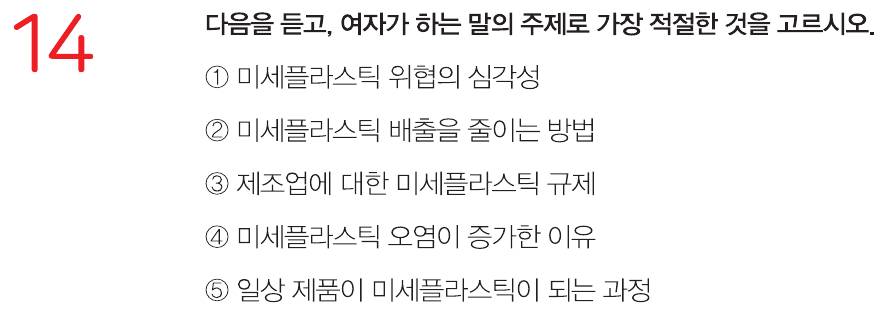 14 다음을 듣고, 여자가 하는 말의 주제로 가장 적절한 것을 고르시오.
① 미세플라스틱 위협의 심각성
② 미세플라스틱 배출을 줄이는 방법
③ 제조업에 대한 미세플라스틱 규제
④ 미세플라스틱 오염이 증가한 이유
⑤ 일상 제품이 미세플라스틱이 되는 과정